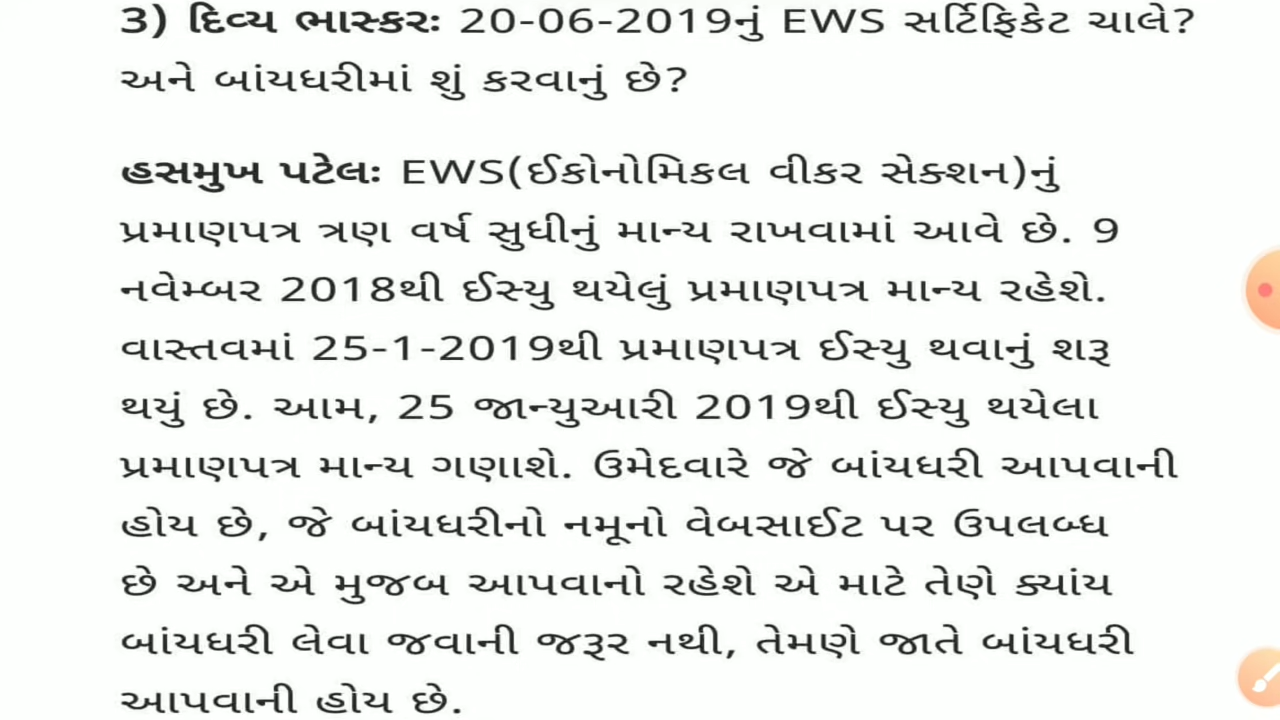 3) દિવ્ય ભાસ્કરઃ 20-06-2019નું EWS સર્ટિફિકેટ ચાલે?
અને બાંયધરીમાં શું કરવાનું છે?
હસમુખ પટેલઃ EWS(ઈકોનોમિકલ વીકર સેક્શન)નું
પ્રમાણપત્ર ત્રણ વર્ષ સુધીનું માન્ય રાખવામાં આવે છે. 9
નવેમ્બર 2018થી ઈસ્યુ થયેલું પ્રમાણપત્ર માન્ય રહેશે.
વાસ્તવમાં 25-1-2019થી પ્રમાણપત્ર ઈસ્યુ થવાનું શરૂ
થયું છે. આમ, 25 જાન્યુઆરી 2019થી ઈસ્યુ થયેલા
પ્રમાણપત્ર માન્ય ગણાશે. ઉમેદવારે જે બાંયધરી આપવાની
હોય છે, જે બાંયધરીનો નમૂનો વેબસાઈટ પર ઉપલબ્ધ
છે અને એ મુજબ આપવાનો રહેશે એ માટે તેણે ક્યાંય
બાંયધરી લેવા જવાની જરૂર નથી, તેમણે જાતે બાંયધરી
આપવાની હોય છે.